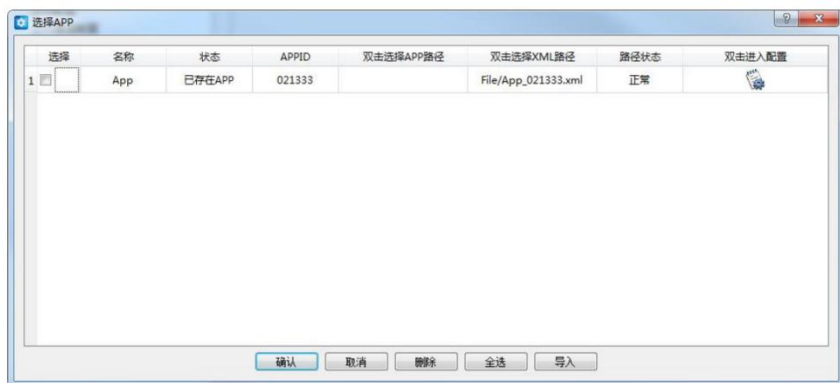 选择APP
选择 名称 状态 APPID 双击选择APP路径 双击选择XML路径 路径状态 双击进入配置
1 App 已存在APP 021333 File/App_021333.xml 正常
确认 取消 删除 全选 导入